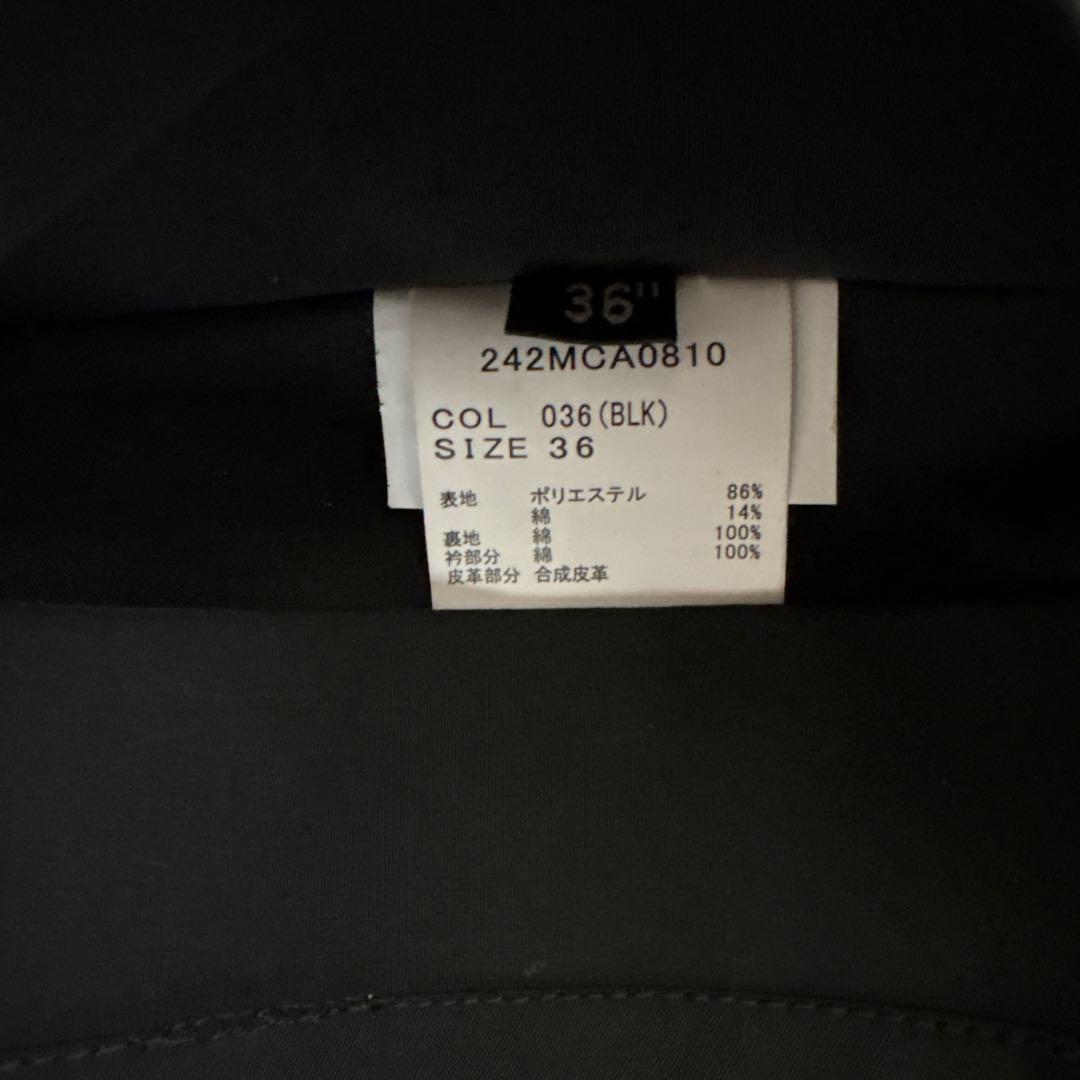 36"
242MCA0810
COL 036(BLK)
SIZE 36
表地 ポリエステル 86%
綿 14%
裏地 綿 100%
衿部分 綿 100%
皮革部分 合成皮革